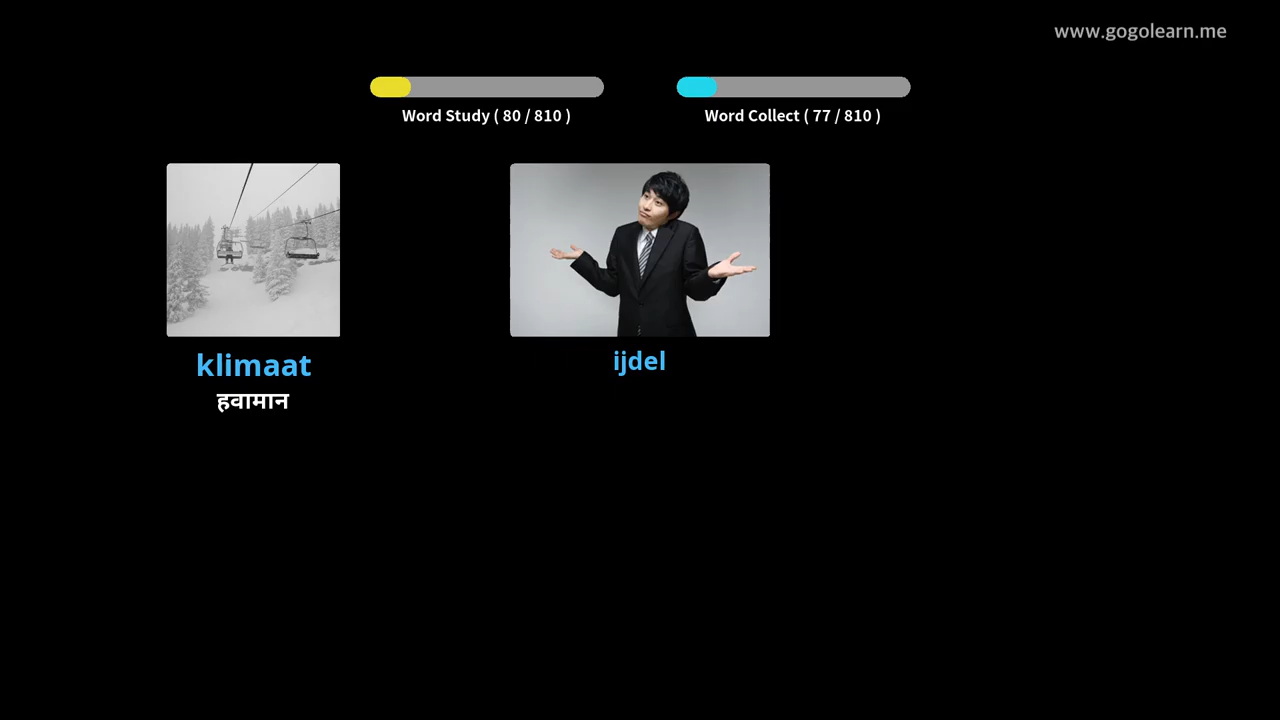 www.gogolearn.me
Word Study ( 80 / 810 )
Word Collect ( 77 / 810 )
klimaat
हवामान
ijdel